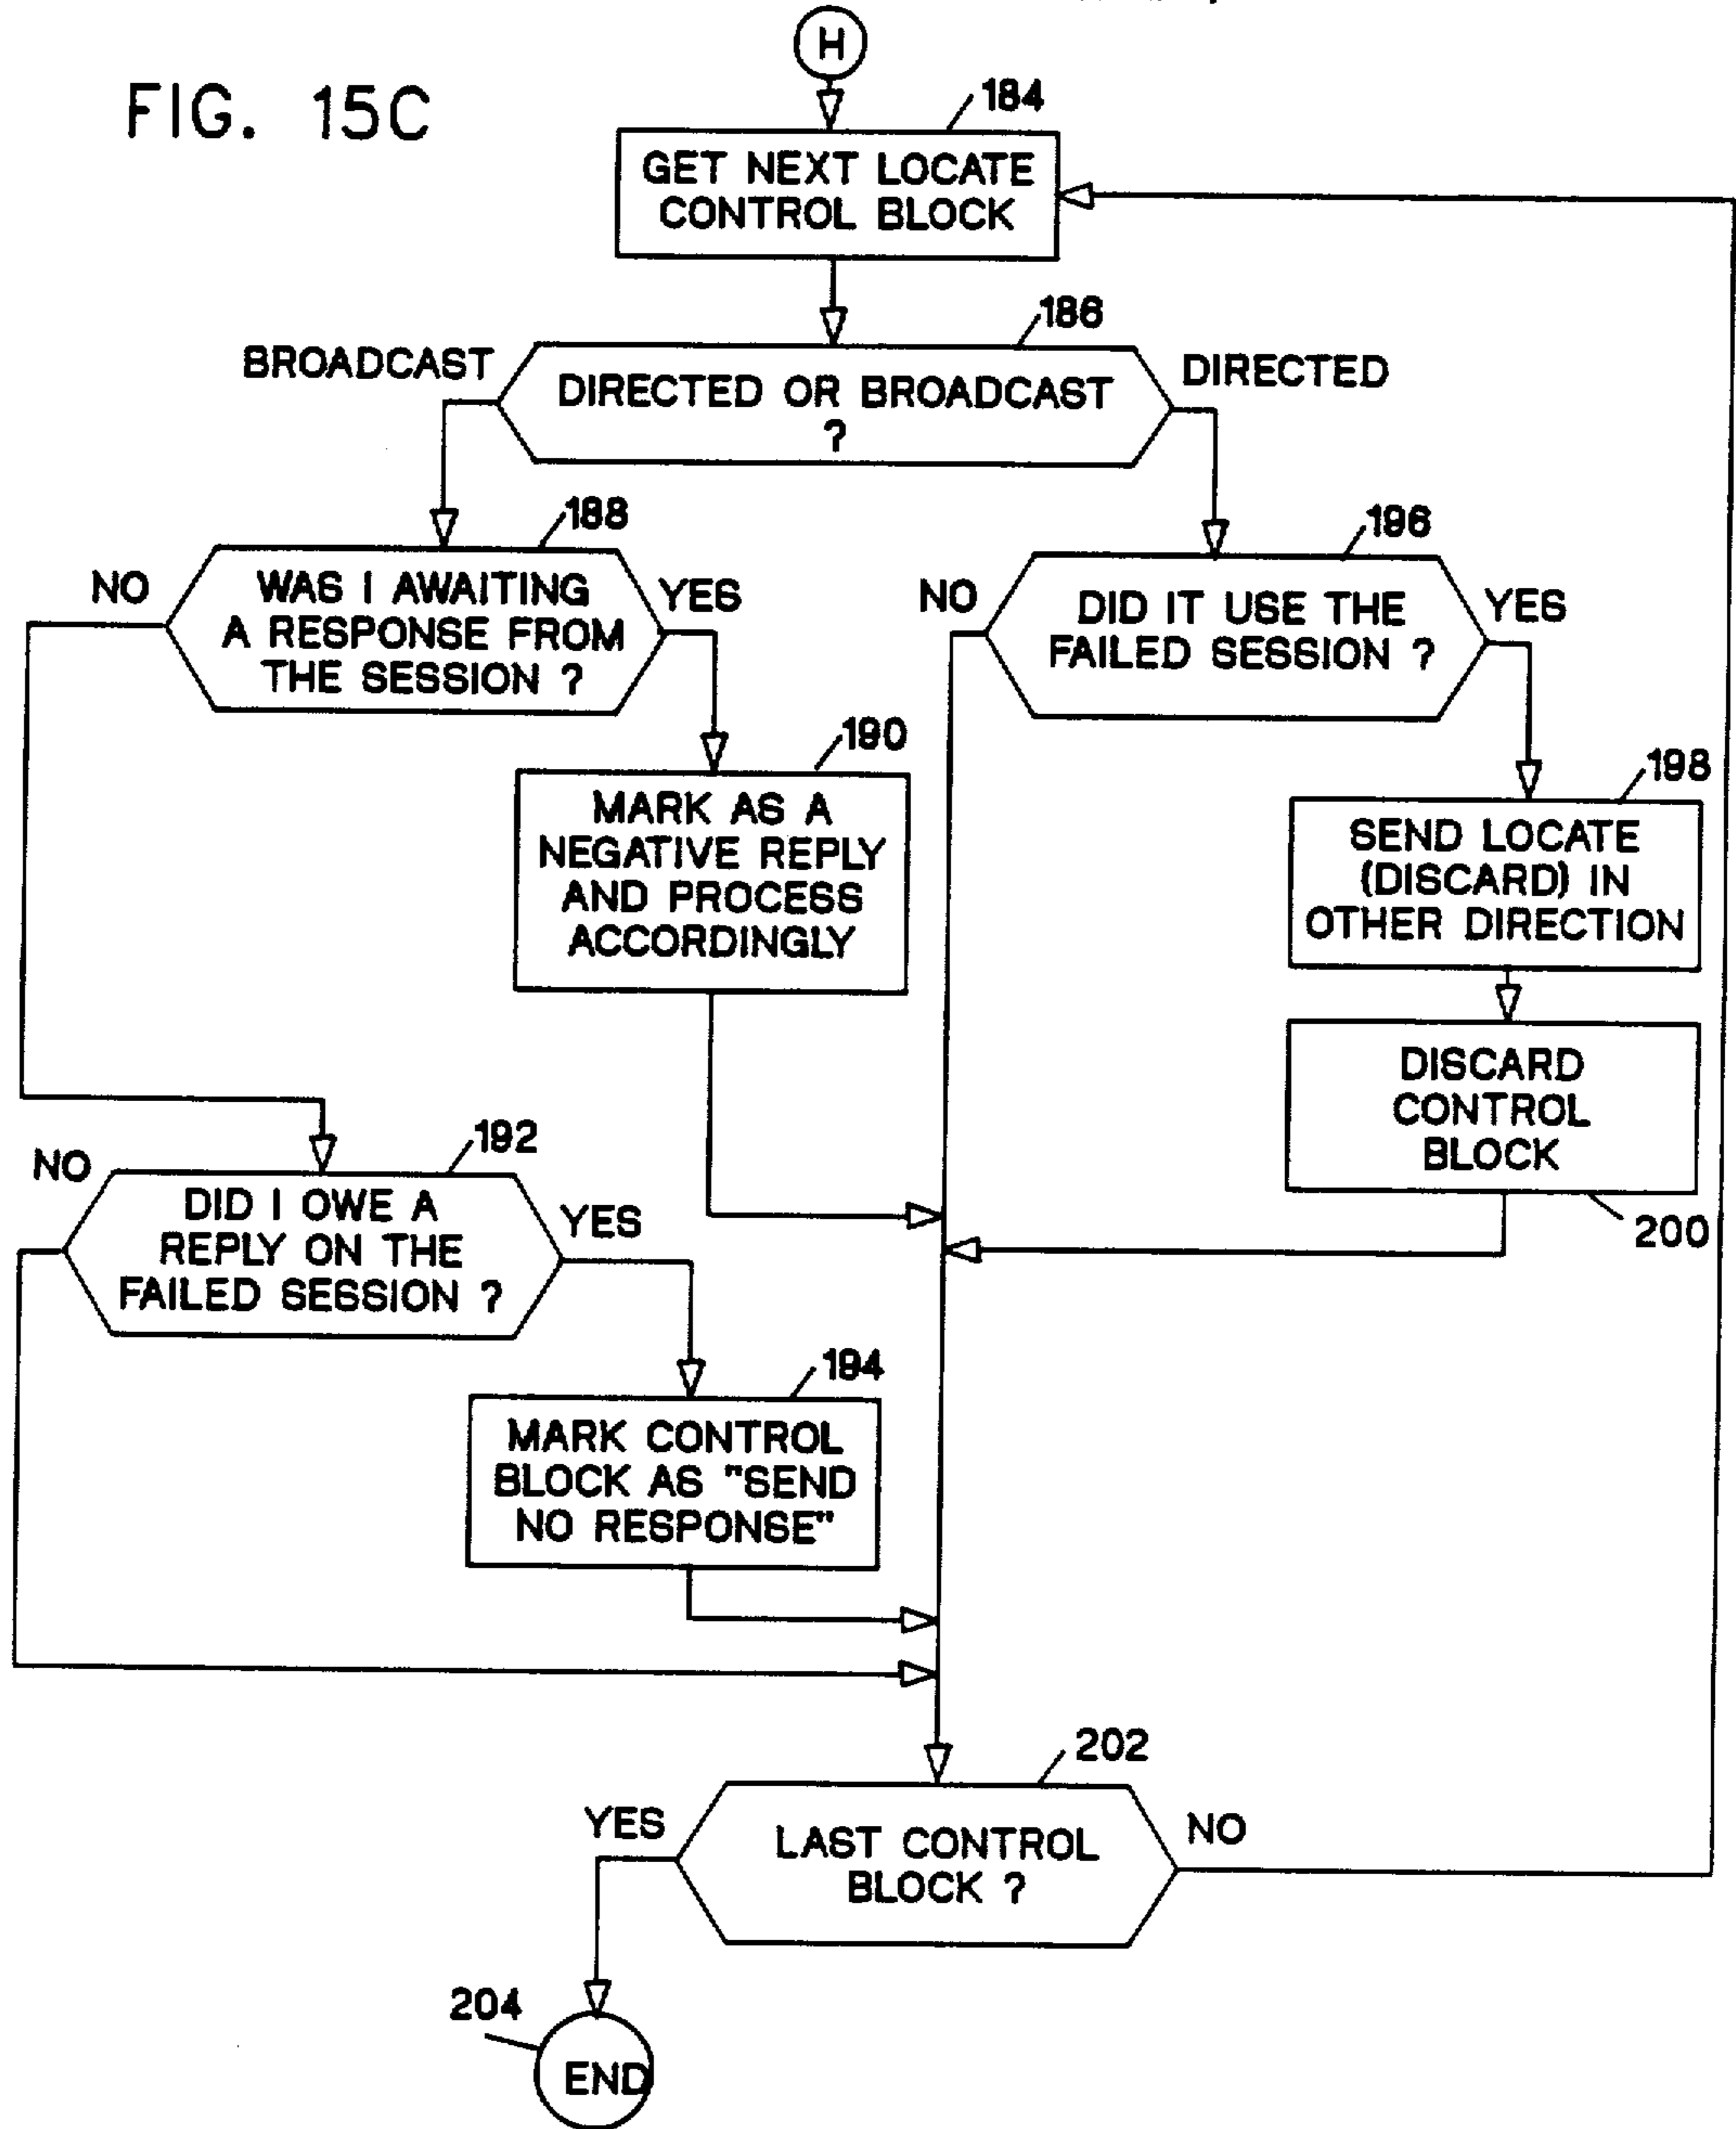 H
FIG. 15C
184
GET NEXT LOCATE
CONTROL BLOCK
186
BROADCAST
DIRECTED
DIRECTED OR BROADCAST
?
188
NO
YES
WAS I AWAITING
A RESPONSE FROM
THE SESSION ?
196
NO
YES
DID IT USE THE
FAILED SESSION ?
190
MARK AS A
NEGATIVE REPLY
AND PROCESS
ACCORDINGLY
198
SEND LOCATE
(DISCARD) IN
OTHER DIRECTION
DISCARD
CONTROL
BLOCK
200
192
NO
YES
DID I OWE A
REPLY ON THE
FAILED SESSION ?
194
MARK CONTROL
BLOCK AS "SEND
NO RESPONSE"
202
YES
NO
LAST CONTROL
BLOCK ?
204
END